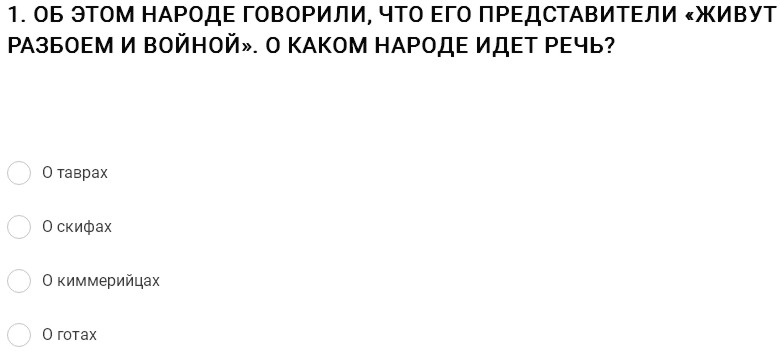 1. ОБ ЭТОМ НАРОДЕ ГОВОРИЛИ, ЧТО ЕГО ПРЕДСТАВИТЕЛИ «ЖИВУТ
РАЗБОЕМ И ВОЙНОЙ». О КАКОМ НАРОДЕ ИДЕТ РЕЧЬ?
О таврах
О скифах
О киммерийцах
О готах